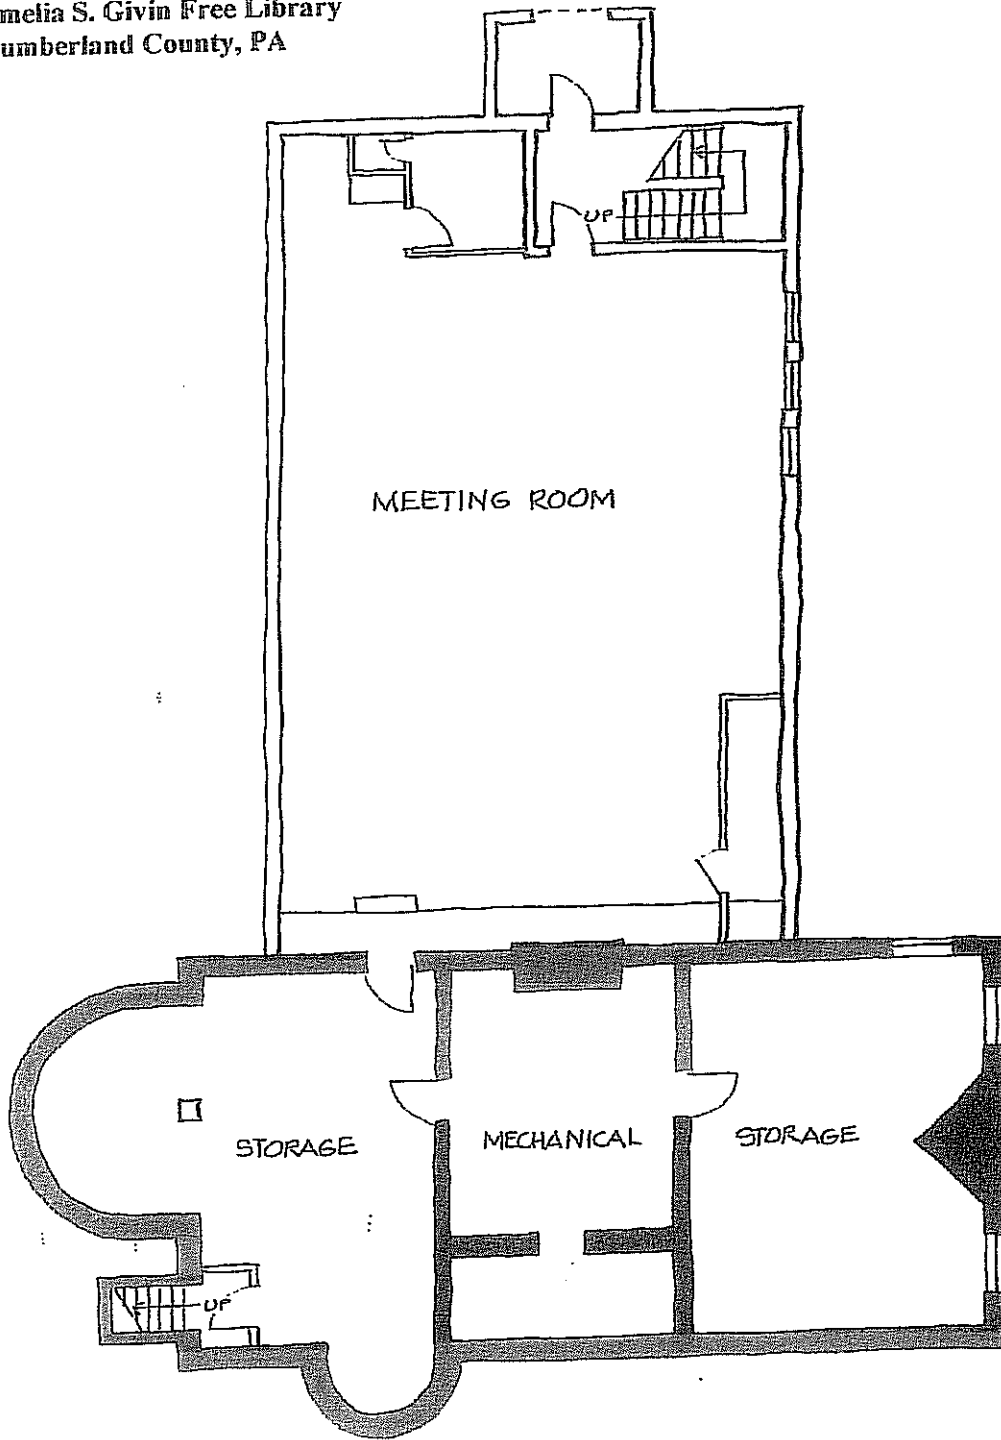 melia S. Givin Free Library
umberland County, PA
UP
MEETING ROOM
STORAGE
MECHANICAL
STORAGE
UP